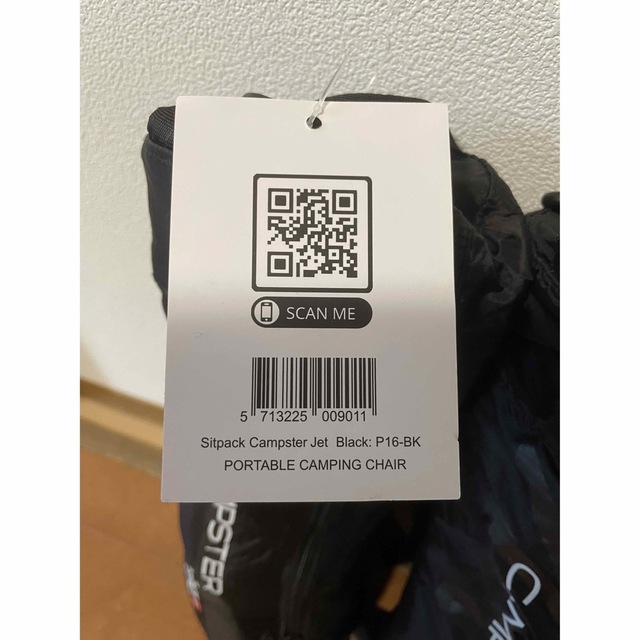 SCAN ME
5 713225 009011
Sitpack Campster Jet Black: P16-BK
PORTABLE CAMPING CHAIR
MPSTER